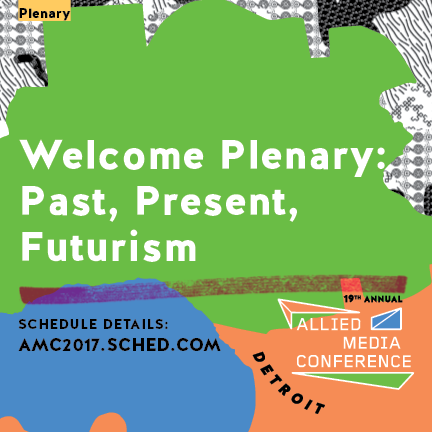 Plenary
Welcome Plenary:
Past, Present,
Futurism
SCHEDULE DETAILS:
AMC2017.SCHED.COM
19TH ANNUAL
ALLIED
MEDIA
CONFERENCE
DETROIT